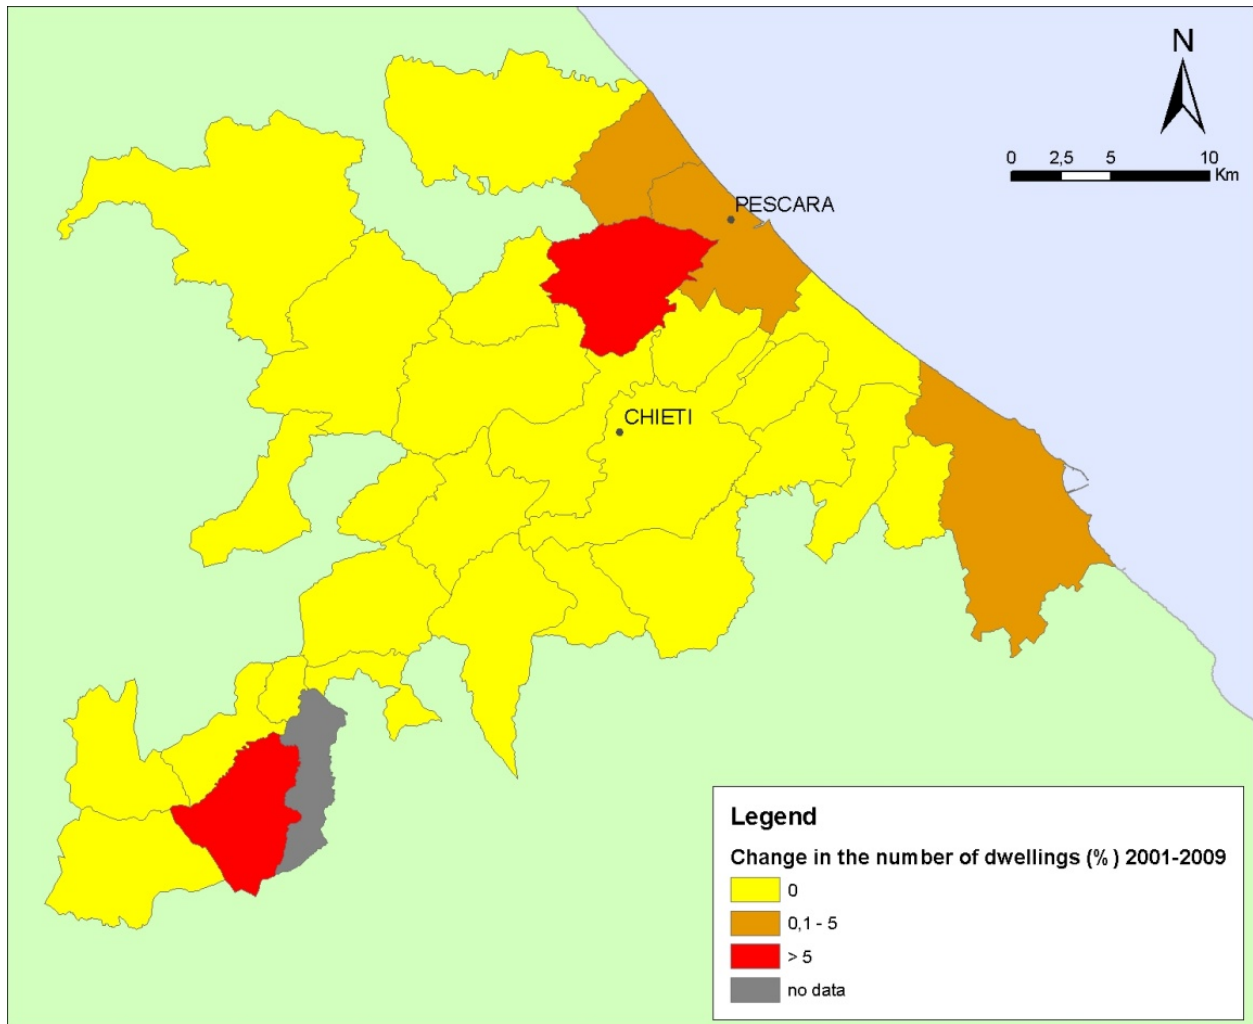 N
0 2,5 5 10
Km
PESCARA
CHIETI
Legend
Change in the number of dwellings (%) 2001-2009
0
0,1 - 5
> 5
no data